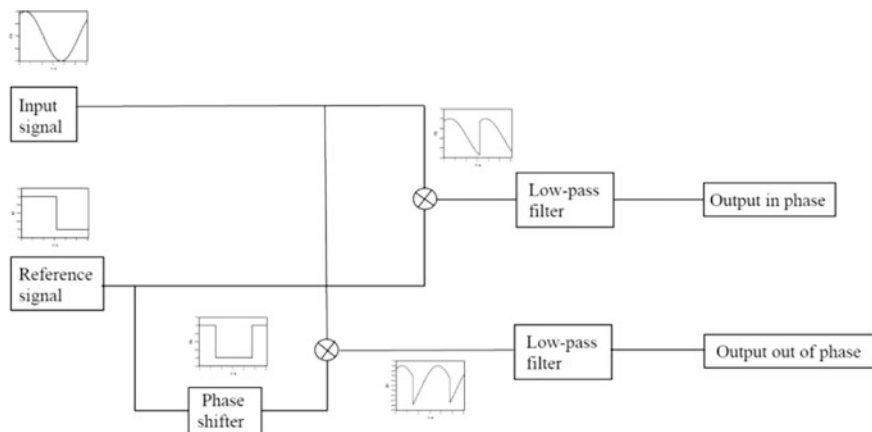 Input
signal
Low-pass
filter
Output in phase
Reference
signal
Low-pass
filter
Output out of phase
Phase
shifter